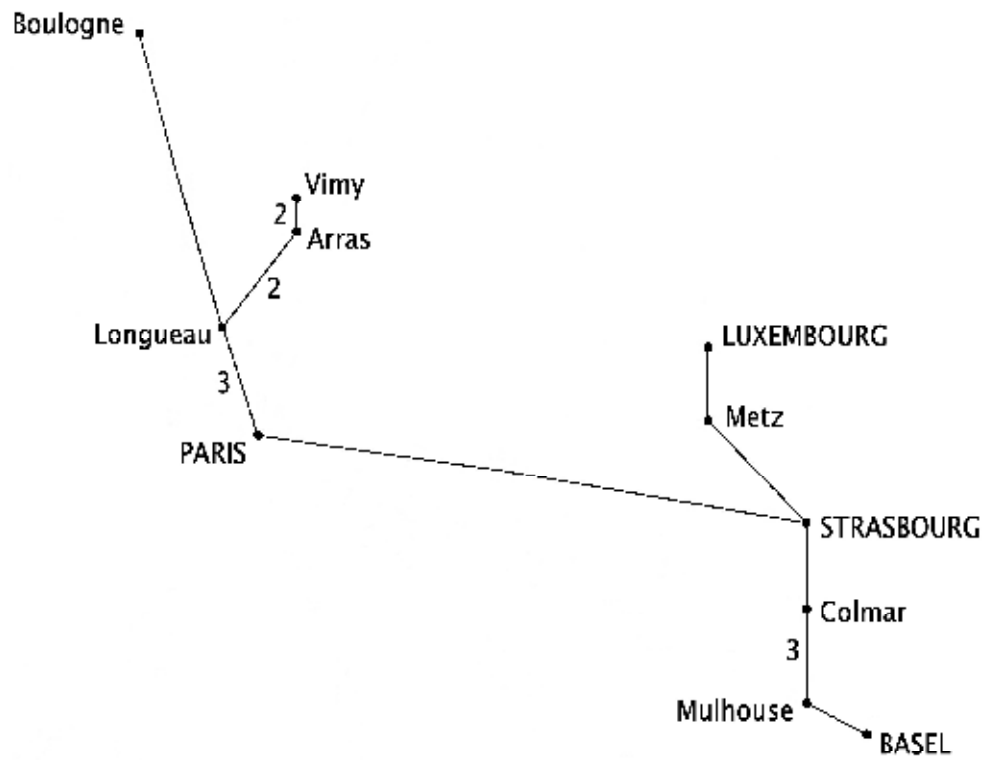 Boulogne
Vimy
2
Arras
2
Longueau
LUXEMBOURG
3
Metz
PARIS
STRASBOURG
Colmar
3
Mulhouse
BASEL